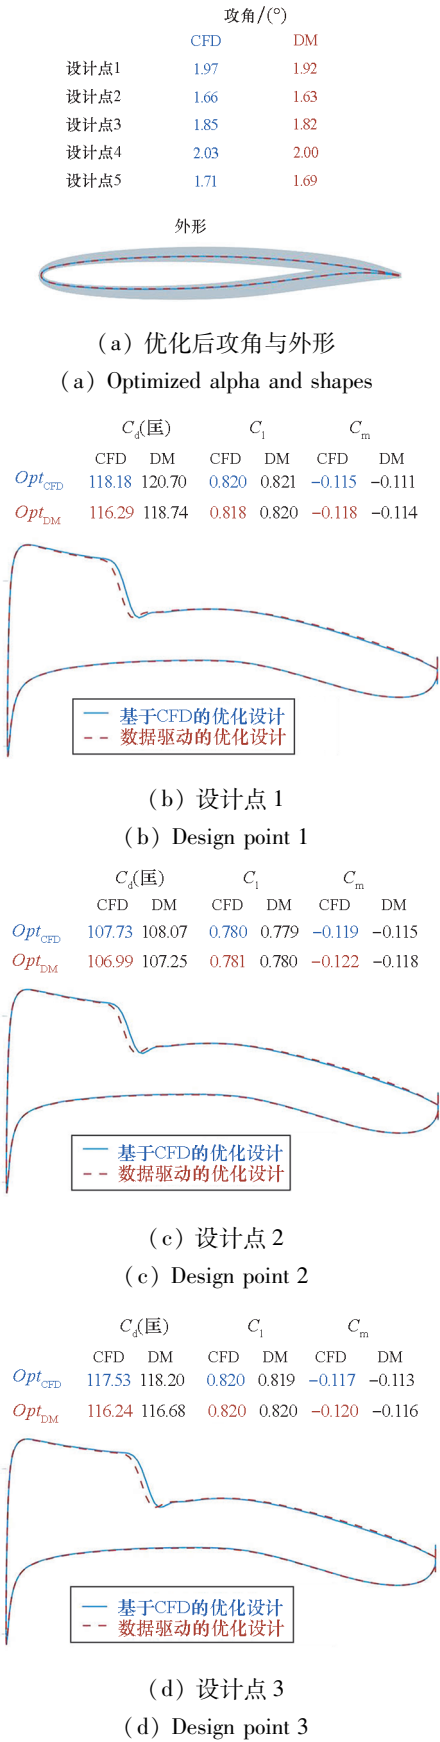 攻角/(°)
CFD DM
设计点1 1.97 1.92
设计点2 1.66 1.63
设计点3 1.85 1.82
设计点4 2.03 2.00
设计点5 1.71 1.69
外形
（a）优化后攻角与外形
（a）Optimized alpha and shapes
Cd(匡) Cl Cm
CFD DM CFD DM CFD DM
OptCFD 118.18 120.70 0.820 0.821 −0.115 −0.111
OptDM 116.29 118.74 0.818 0.820 −0.118 −0.114
基于CFD的优化设计
数据驱动的优化设计
（b）设计点 1
（b）Design point 1
Cd(匡) Cl Cm
CFD DM CFD DM CFD DM
OptCFD 107.73 108.07 0.780 0.779 −0.119 −0.115
OptDM 106.99 107.25 0.781 0.780 −0.122 −0.118
基于CFD的优化设计
数据驱动的优化设计
（c）设计点 2
（c）Design point 2
Cd(匡) Cl Cm
CFD DM CFD DM CFD DM
OptCFD 117.53 118.20 0.820 0.819 −0.117 −0.113
OptDM 116.24 116.68 0.820 0.820 −0.120 −0.116
基于CFD的优化设计
数据驱动的优化设计
（d）设计点 3
（d）Design point 3